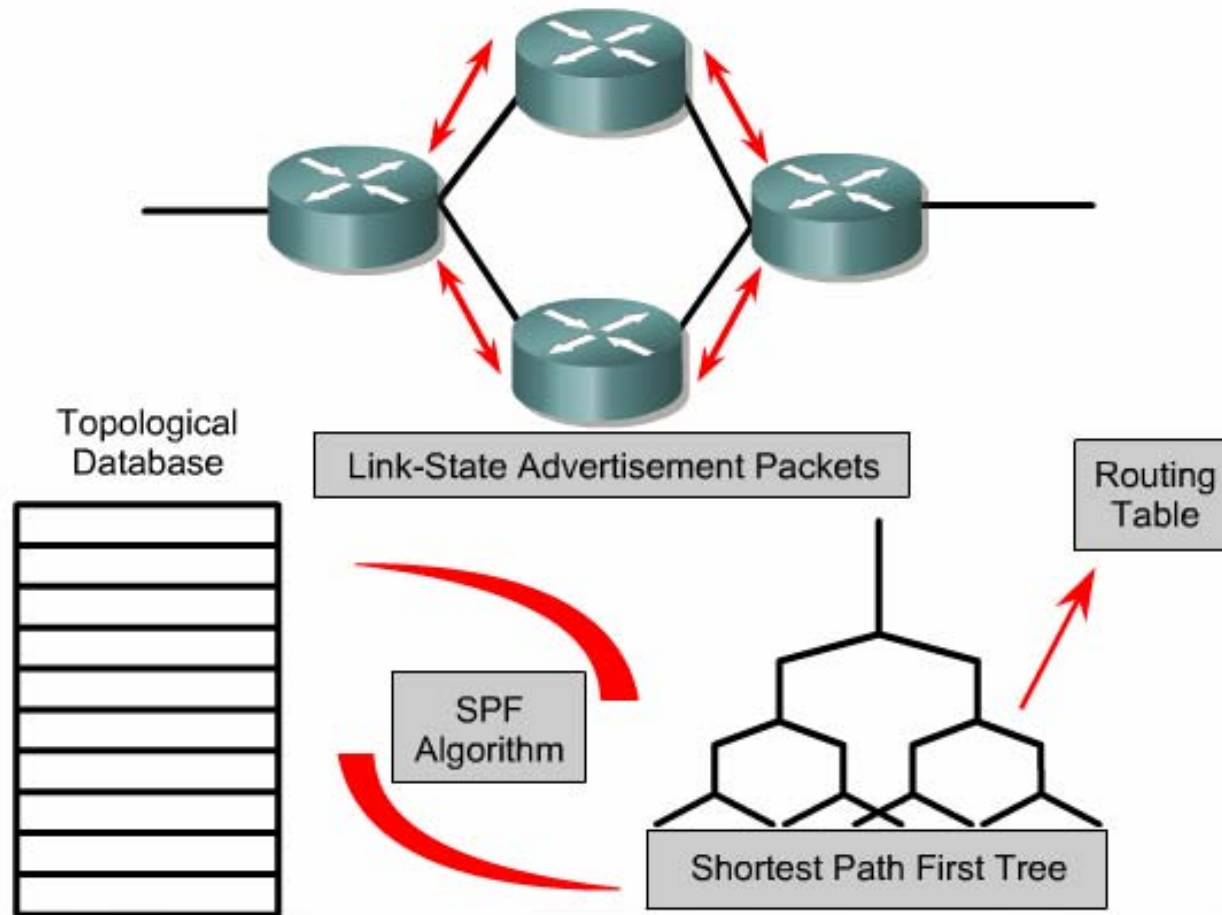 Topological
Database
Link-State Advertisement Packets
Routing
Table
SPF
Algorithm
Shortest Path First Tree